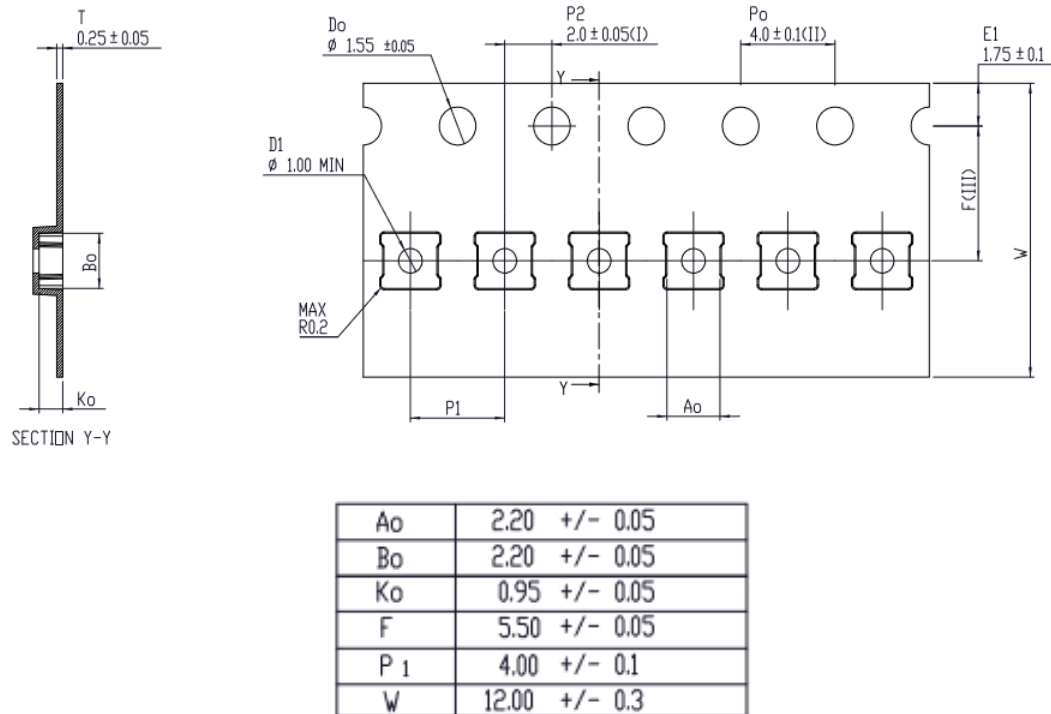 T
0.25 ± 0.05
Do
ø 1.55 ±0.05
P2
2.0 ± 0.05(I)
Po
4.0 ± 0.1(II)
E1
1.75 ± 0.1
Y
D1
ø 1.00 MIN
F(III)
W
Bo
MAX
R0.2
Ko
P1
Y
Ao
SECTION Y-Y
Ao 2.20 +/- 0.05
Bo 2.20 +/- 0.05
Ko 0.95 +/- 0.05
F 5.50 +/- 0.05
P 1 4.00 +/- 0.1
W 12.00 +/- 0.3